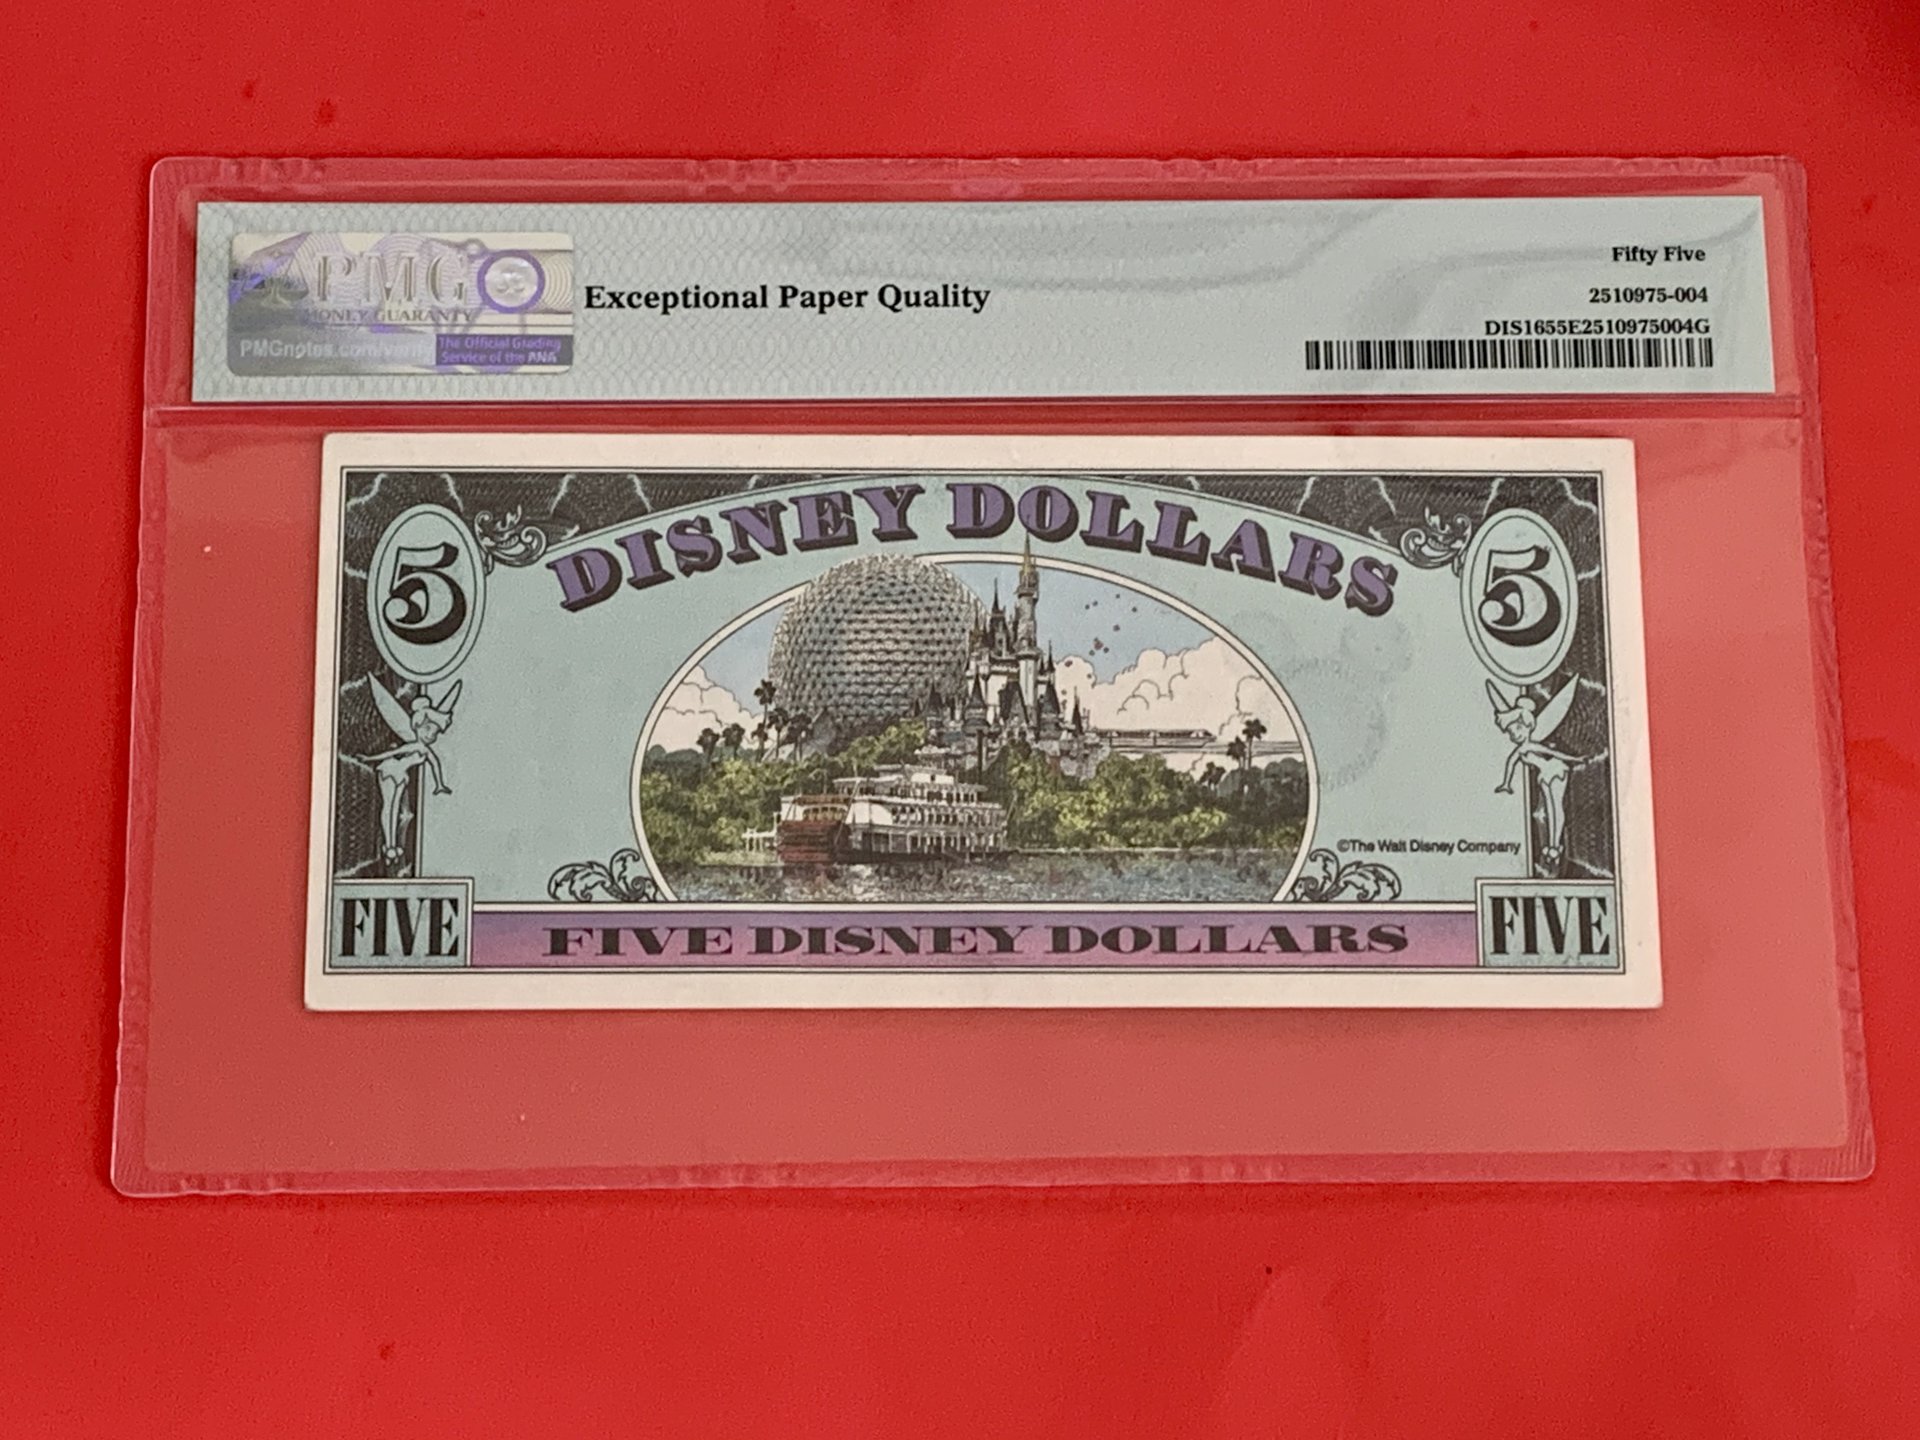 PMG
MONEY GUARANTY
PMGnotes.com/verify
The Official Grading
Service of the ANA
Exceptional Paper Quality
Fifty Five
2510975-004
DIS1655E2510975004G
DISNEY DOLLARS
5
5
©The Walt Disney Company
FIVE
FIVE DISNEY DOLLARS
FIVE